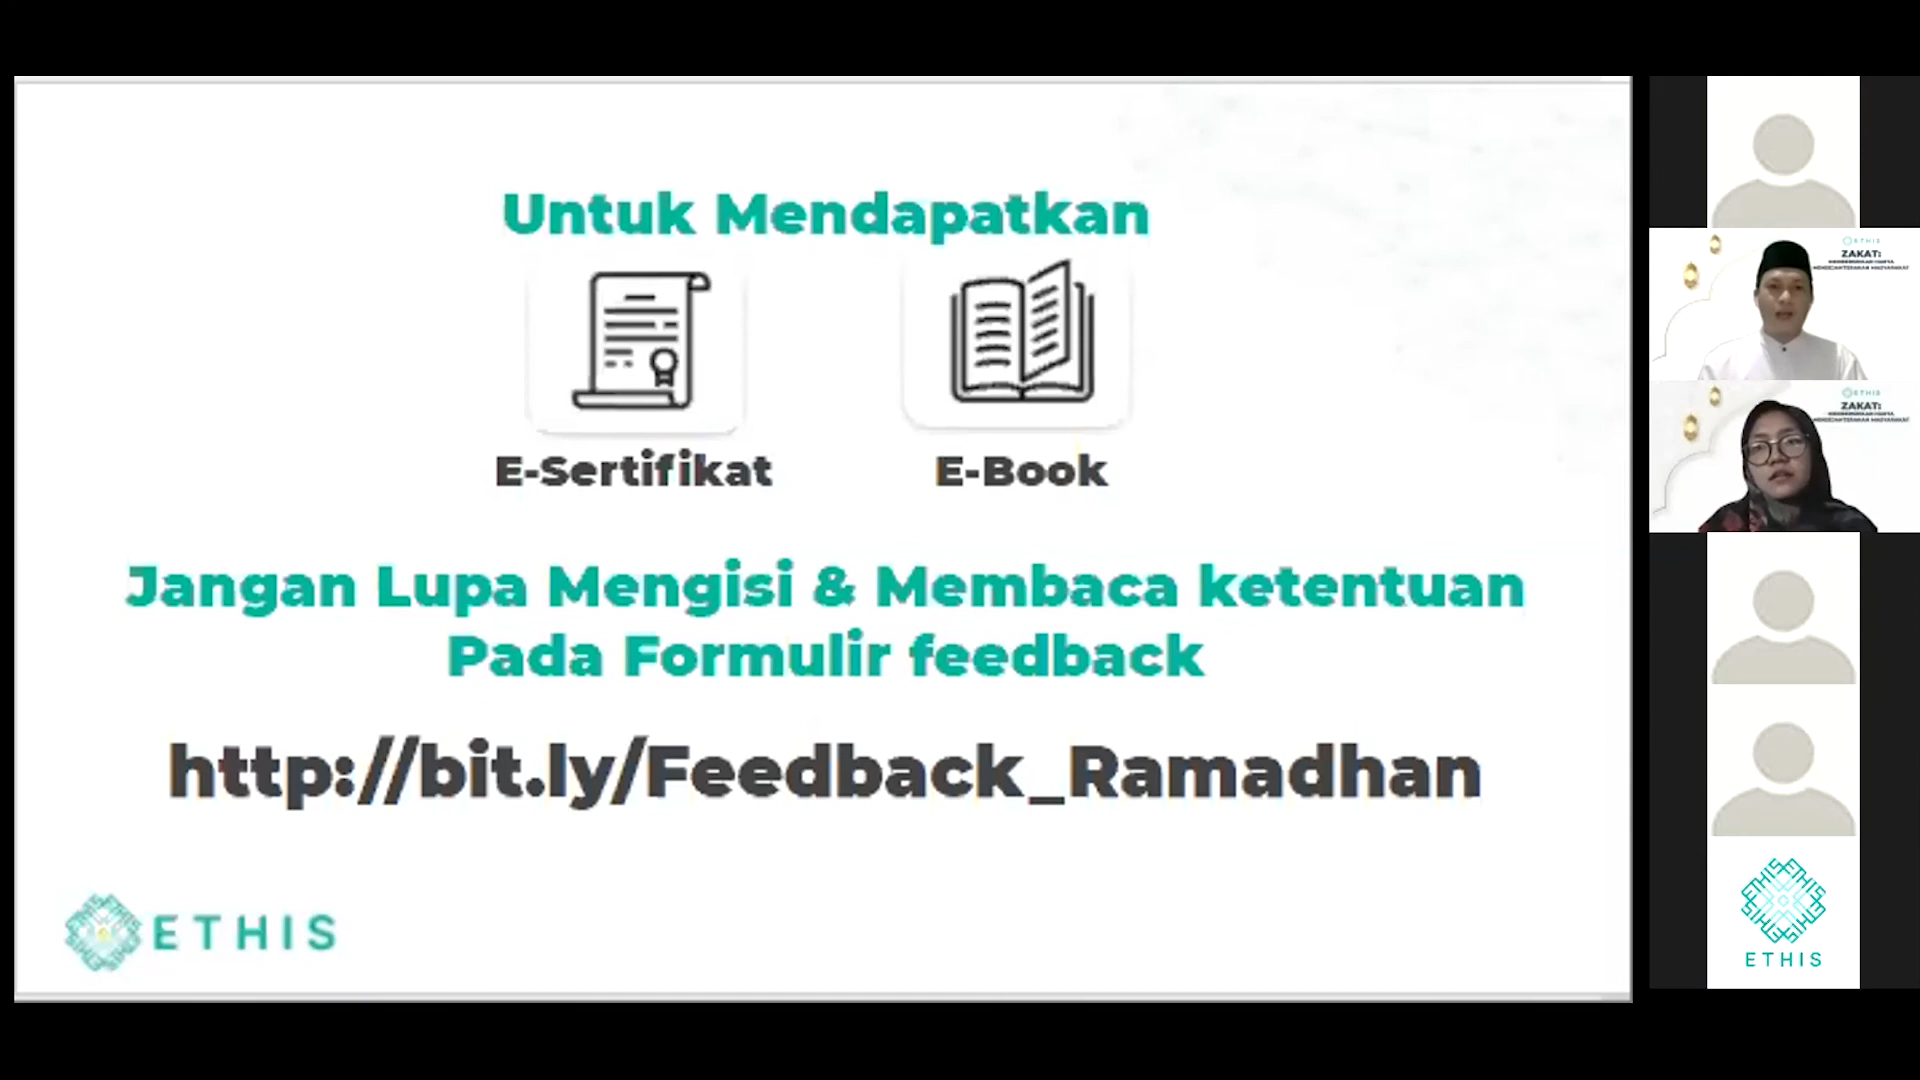 Untuk Mendapatkan
E-Sertifikat
E-Book
Jangan Lupa Mengisi & Membaca ketentuan
Pada Formulir feedback
http://bit.ly/Feedback_Ramadhan
ETHIS
ETHIS
ZAKAT:
ETHIS
ZAKAT:
ETHIS